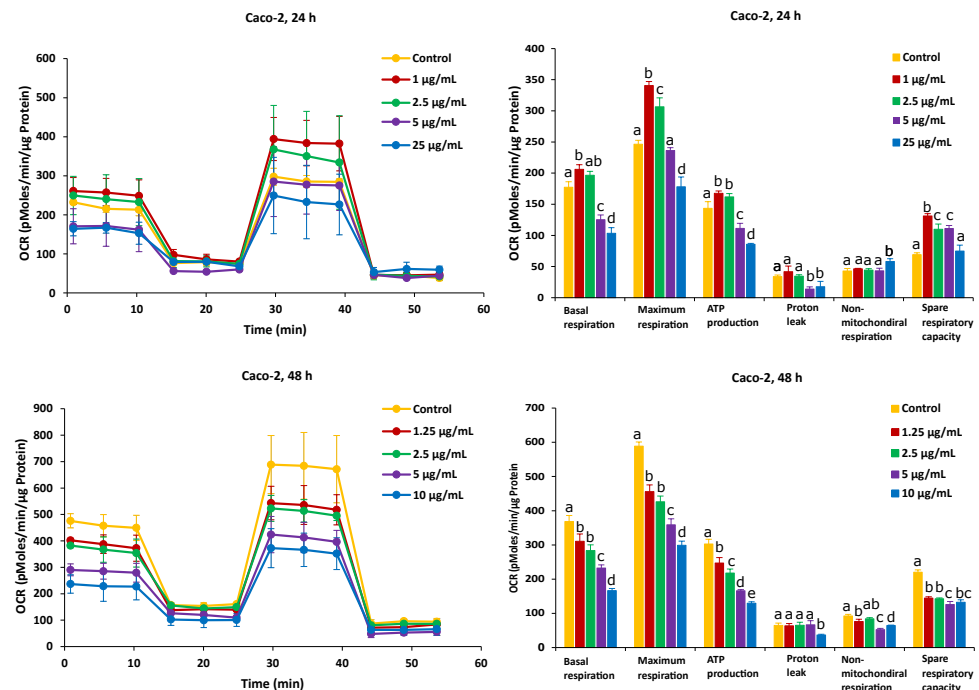 Caco-2, 24 h
OCR (pMoles/min/µg Protein)
600
500
400
300
200
100
0
0 10 20 30 40 50 60
Time (min)
Control
1 µg/mL
2.5 µg/mL
5 µg/mL
25 µg/mL
Caco-2, 24 h
OCR (pMoles/min/µg Protein)
400
350
300
250
200
150
100
50
0
Control
1 µg/mL
2.5 µg/mL
5 µg/mL
25 µg/mL
a b ab c d
a b c a d
a b b c d
a a a b b
a a a a b
a b c c a
Basal respiration
Maximum respiration
ATP production
Proton leak
Non-mitochondiral respiration
Spare respiratory capacity
Caco-2, 48 h
OCR (pMoles/min/µg Protein)
900
800
700
600
500
400
300
200
100
0
0 10 20 30 40 50 60
Time (min)
Control
1.25 µg/mL
2.5 µg/mL
5 µg/mL
10 µg/mL
Caco-2, 48 h
OCR (pMoles/min/µg Protein
700
600
500
400
300
200
100
0
Control
1.25 µg/mL
2.5 µg/mL
5 µg/mL
10 µg/mL
a b b c d
a b b c d
a b c d e
a a a a b
a b ab c d
a b b c bc
Basal respiration
Maximum respiration
ATP production
Proton leak
Non-mitochondiral respiration
Spare respiratory capacity